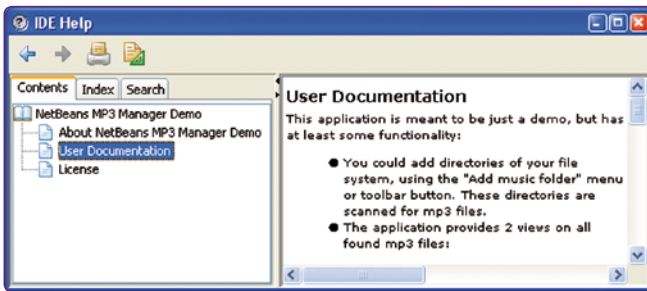 IDE Help
Contents Index Search
NetBeans MP3 Manager Demo
About NetBeans MP3 Manager Demo
User Documentation
License
User Documentation
This application is meant to be just a demo, but has
at least some functionality:
● You could add directories of your file
system, using the "Add music folder" menu
or toolbar button. These directories are
scanned for mp3 files.
● The application provides 2 views on all
found mp3 files: